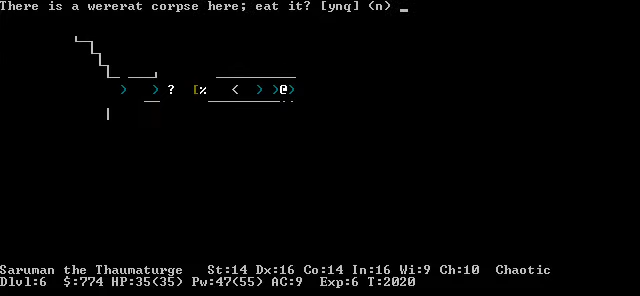 There is a wererat corpse here; eat it? [ynq] (n) _
>   > ?  [%   <  > >@>
Saruman the Thaumaturge   St:14 Dx:16 Co:14 In:16 Wi:9 Ch:10  Chaotic
Dlvl:6  $:774 HP:35(35) Pw:47(55) AC:9  Exp:6 T:2020